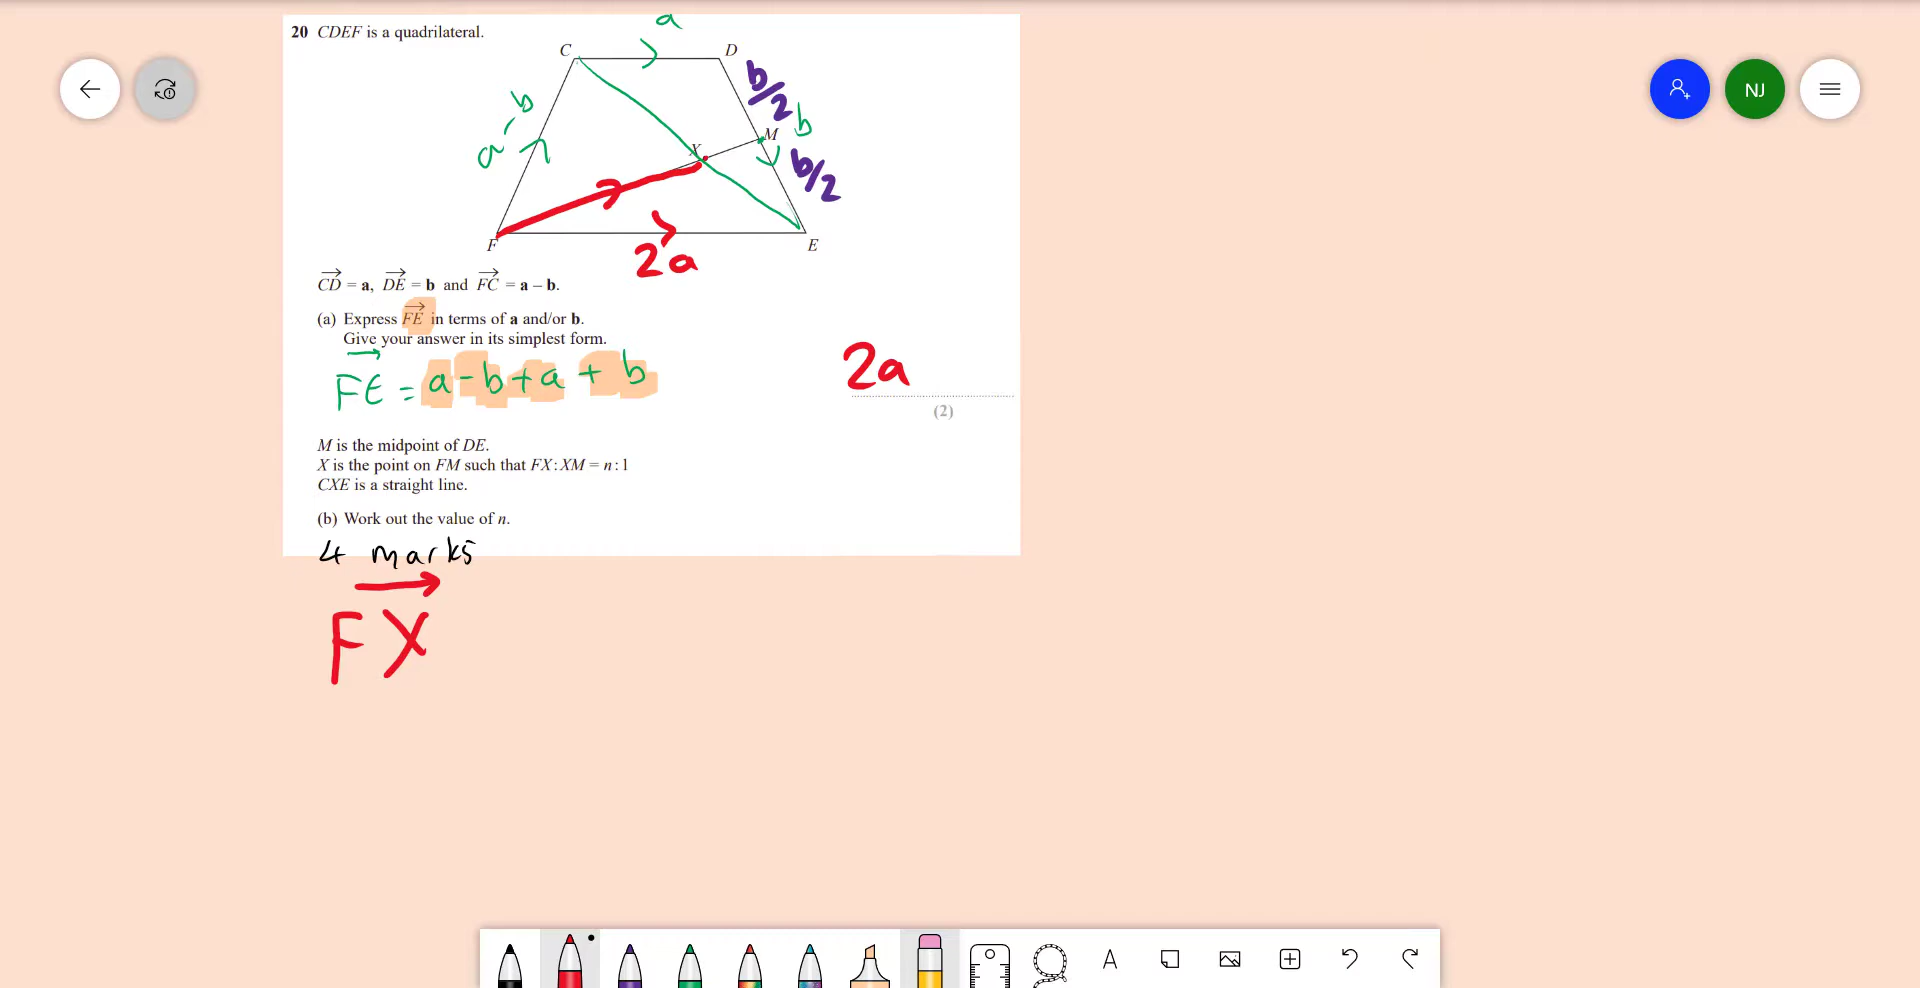 20 CDEF is a quadrilateral.
a
C
D
b/2
b
M
a - b
X
b/2
F
2a
E
CD = a, DE = b and FC = a – b.
(a) Express FE in terms of a and/or b.
Give your answer in its simplest form.
FE = a - b + a + b
2a
(2)
M is the midpoint of DE.
X is the point on FM such that FX : XM = n : 1
CXE is a straight line.
(b) Work out the value of n.
4 marks
FX
NJ
A